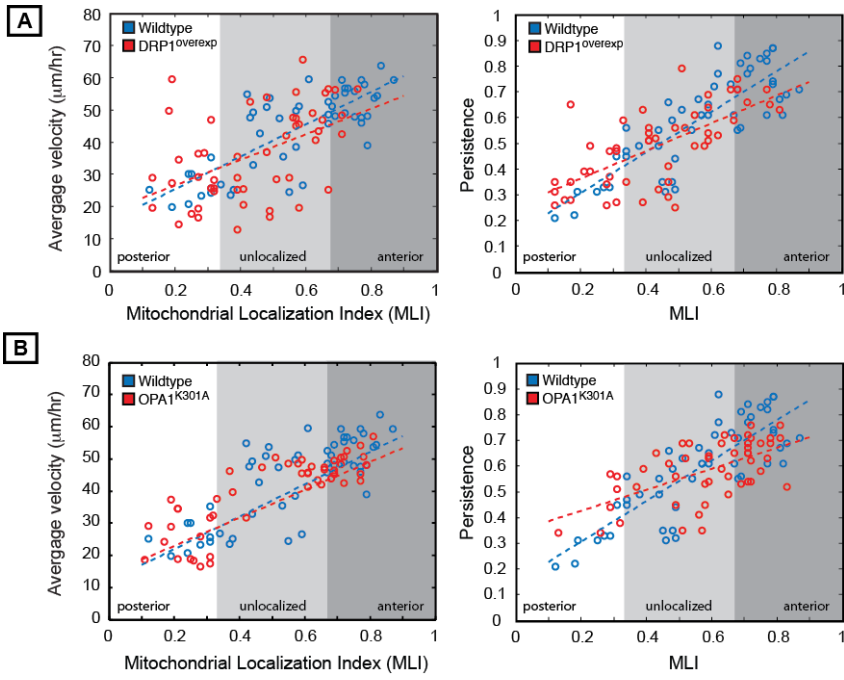 A
80
70
60
50
40
30
20
10
0
Avergage velocity (μm/hr)
Wildtype
DRP1overexp
posterior
unlocalized
anterior
0
0.2
0.4
0.6
0.8
1
Mitochondrial Localization Index (MLI)
1
0.9
0.8
0.7
0.6
0.5
0.4
0.3
0.2
0.1
0
Persistence
Wildtype
DRP1overexp
posterior
unlocalized
anterior
0
0.2
0.4
0.6
0.8
1
MLI
B
80
70
60
50
40
30
20
10
0
Avergage velocity (μm/hr)
Wildtype
OPA1K301A
posterior
unlocalized
anterior
0
0.2
0.4
0.6
0.8
1
Mitochondrial Localization Index (MLI)
1
0.9
0.8
0.7
0.6
0.5
0.4
0.3
0.2
0.1
0
Persistence
Wildtype
OPA1K301A
posterior
unlocalized
anterior
0
0.2
0.4
0.6
0.8
1
MLI